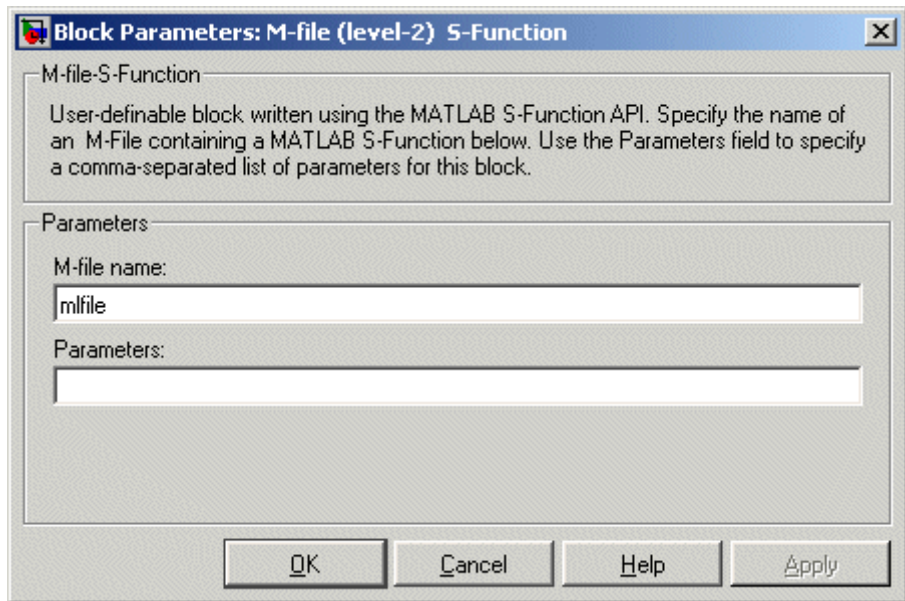 Block Parameters: M-file (level-2) S-Function
M-file-S-Function
User-definable block written using the MATLAB S-Function API. Specify the name of
an M-File containing a MATLAB S-Function below. Use the Parameters field to specify
a comma-separated list of parameters for this block.
Parameters
M-file name:
mlfile
Parameters:
OK Cancel Help Apply